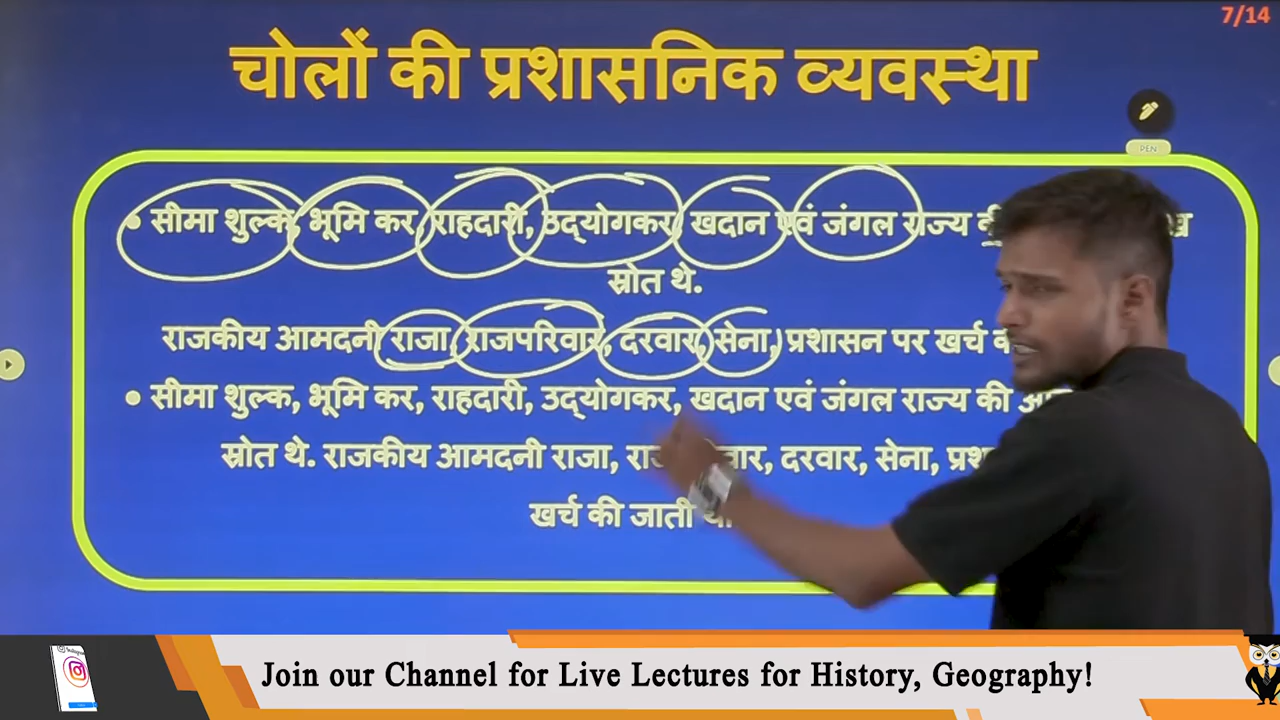 7/14
चोलों की प्रशासनिक व्यवस्था
PEN
• सीमा शुल्क, भूमि कर, राहदारी, उद्योगकर, खदान एवं जंगल राज्य
स्रोत थे.
राजकीय आमदनी राजा, राजपरिवार, दरवार, सेना, प्रशासन पर खर्च
• सीमा शुल्क, भूमि कर, राहदारी, उद्योगकर, खदान एवं जंगल राज्य की
स्रोत थे. राजकीय आमदनी राजा, दरवार, सेना,
खर्च की जाती
Join our Channel for Live Lectures for History, Geography!